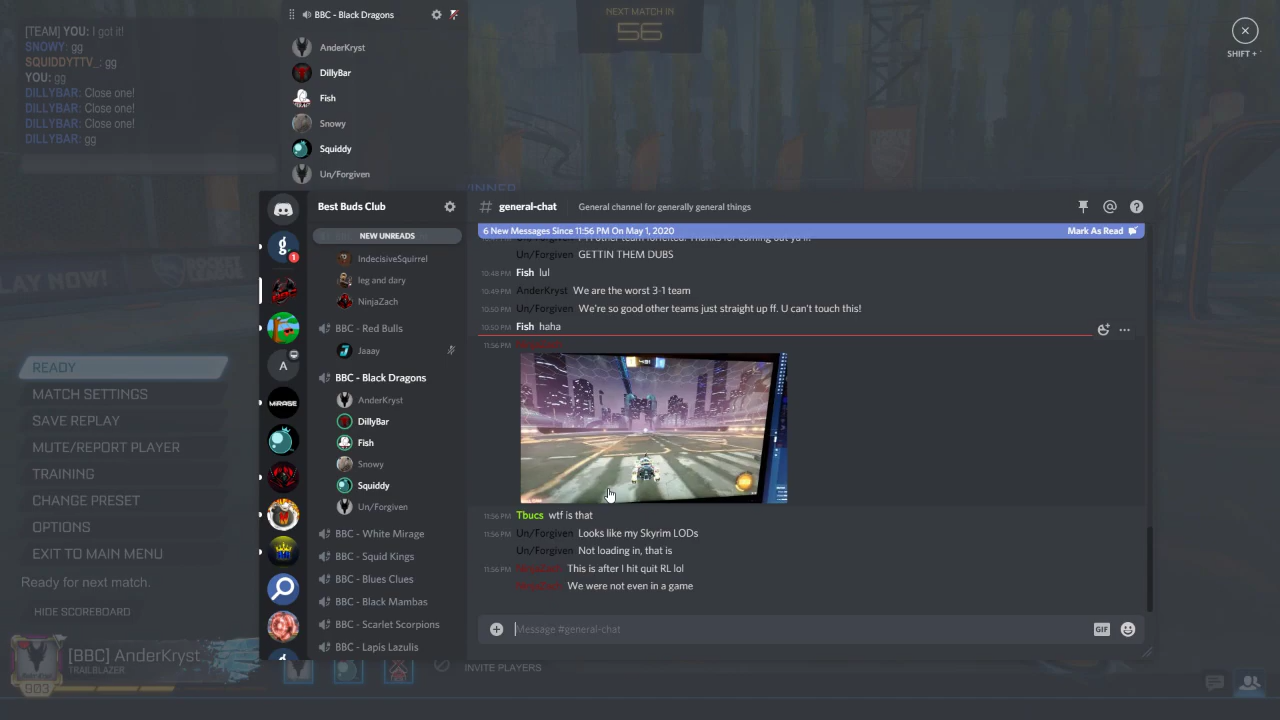 [TEAM] YOU: I got it!
SNOWY: gg
SQUIDDYTTV_: gg
YOU: gg
DILLYBAR: Close one!
DILLYBAR: Close one!
DILLYBAR: Close one!
DILLYBAR: gg
BBC - Black Dragons
AnderKryst
DillyBar
Fish
Snowy
Squiddy
Un/Forgiven
NEXT MATCH IN
56
SHIFT + `
WINNER
LAY NOW!
ROCKET
LEAGUE
READY
MATCH SETTINGS
SAVE REPLAY
MUTE/REPORT PLAYER
TRAINING
CHANGE PRESET
OPTIONS
EXIT TO MAIN MENU
Ready for next match.
HIDE SCOREBOARD
[BBC] AnderKryst
TRAILBLAZER
Best Buds Club
NEW UNREADS
IndecisiveSquirrel
leg and dary
NinjaZach
BBC - Red Bulls
Jaaay
BBC - Black Dragons
AnderKryst
DillyBar
Fish
Snowy
Squiddy
Un/Forgiven
BBC - White Mirage
BBC - Squid Kings
BBC - Blues Clues
BBC - Black Mambas
BBC - Scarlet Scorpions
BBC - Lapis Lazulis
g
1
A
MIRAGE
# general-chat
General channel for generally general things
6 New Messages Since 11:56 PM On May 1, 2020
Mark As Read
Un/Forgiven GETTIN THEM DUBS
10:48 PM Fish lul
10:49 PM AnderKryst We are the worst 3-1 team
10:50 PM Un/Forgiven We're so good other teams just straight up ff. U can't touch this!
10:50 PM Fish haha
11:56 PM NinjaZach
11:56 PM Tbucs wtf is that
11:56 PM Un/Forgiven Looks like my Skyrim LODs
Un/Forgiven Not loading in, that is
11:56 PM NinjaZach This is after I hit quit RL lol
NinjaZach We were not even in a game
Message #general-chat
GIF
INVITE PLAYERS